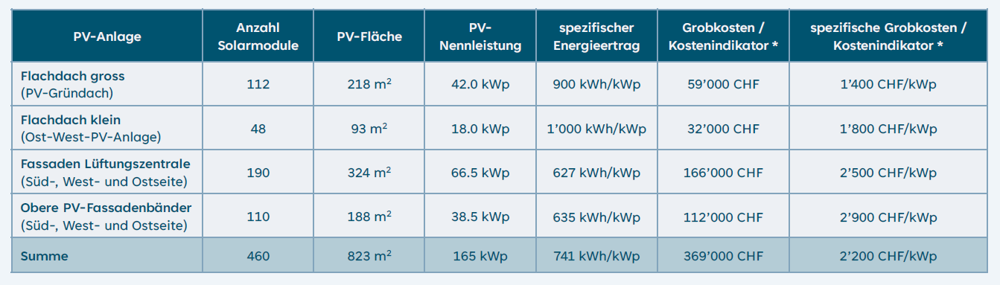 PV-Anlage
Anzahl
Solarmodule
PV-Fläche
PV-
Nennleistung
spezifischer
Energieertrag
Grobkosten /
Kostenindikator *
spezifische Grobkosten /
Kostenindikator *
Flachdach gross
(PV-Gründach)
112
218 m²
42.0 kWp
900 kWh/kWp
59’000 CHF
1’400 CHF/kWp
Flachdach klein
(Ost-West-PV-Anlage)
48
93 m²
18.0 kWp
1’000 kWh/kWp
32’000 CHF
1’800 CHF/kWp
Fassaden Lüftungszentrale
(Süd-, West- und Ostseite)
190
324 m²
66.5 kWp
627 kWh/kWp
166’000 CHF
2’500 CHF/kWp
Obere PV-Fassadenbänder
(Süd-, West- und Ostseite)
110
188 m²
38.5 kWp
635 kWh/kWp
112’000 CHF
2’900 CHF/kWp
Summe
460
823 m²
165 kWp
741 kWh/kWp
369’000 CHF
2’200 CHF/kWp